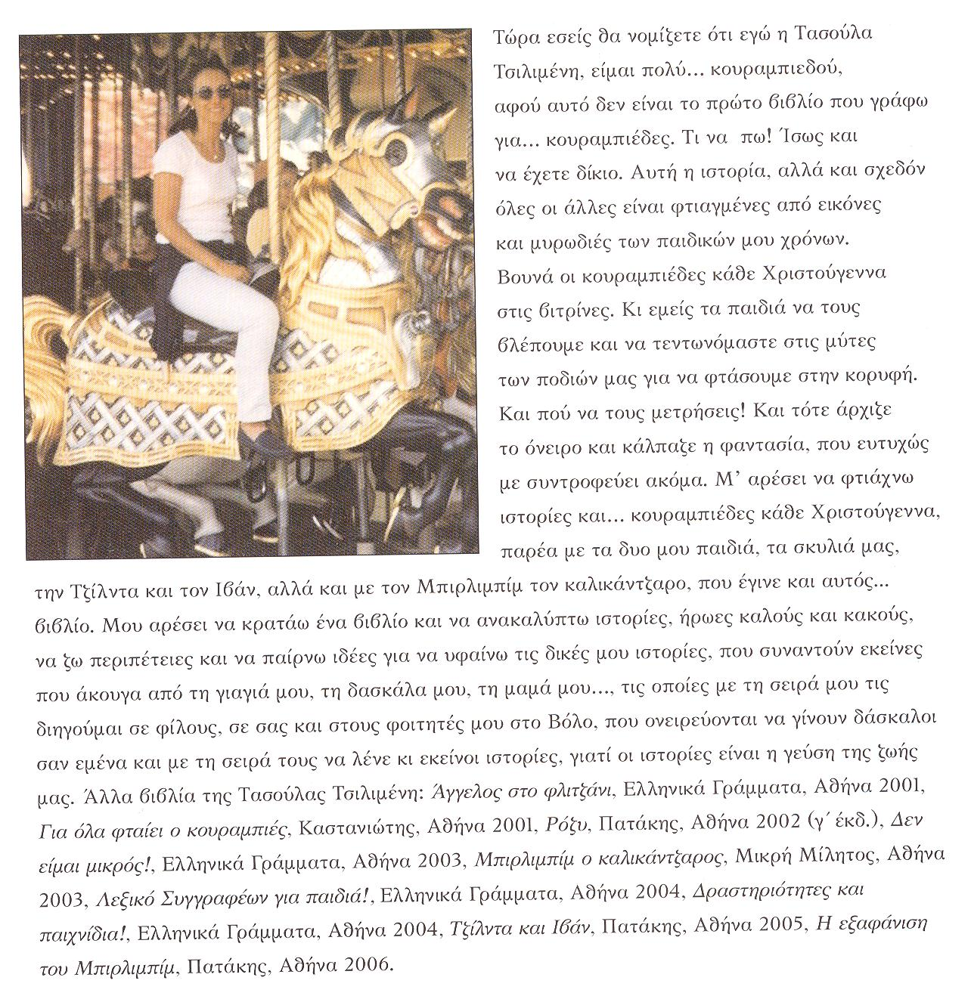 Τώρα εσείς θα νομίζετε ότι εγώ η Τασούλα
Τσιλιμένη, είμαι πολύ... κουραμπιεδού,
αφού αυτό δεν είναι το πρώτο βιβλίο που γράφω
για... κουραμπιέδες. Τι να πω! Ίσως και
να έχετε δίκιο. Αυτή η ιστορία, αλλά και σχεδόν
όλες οι άλλες είναι φτιαγμένες από εικόνες
και μυρωδιές των παιδικών μου χρόνων.
Βουνά οι κουραμπιέδες κάθε Χριστούγεννα
στις βιτρίνες. Κι εμείς τα παιδιά να τους
βλέπουμε και να τεντωνόμαστε στις μύτες
των ποδιών μας για να φτάσουμε στην κορυφή.
Και πού να τους μετρήσεις! Και τότε άρχιζε
το όνειρο και κάλπαζε η φαντασία, που ευτυχώς
με συντροφεύει ακόμα. Μ’ αρέσει να φτιάχνω
ιστορίες και... κουραμπιέδες κάθε Χριστούγεννα,
παρέα με τα δυο μου παιδιά, τα σκυλιά μας,
την Τζίλντα και τον Ιβάν, αλλά και με τον Μπιρλιμπίμ τον καλικάντζαρο, που έγινε και αυτός...
βιβλίο. Μου αρέσει να κρατάω ένα βιβλίο και να ανακαλύπτω ιστορίες, ήρωες καλούς και κακούς,
να ζω περιπέτειες και να παίρνω ιδέες για να υφαίνω τις δικές μου ιστορίες, που συναντούν εκείνες
που άκουγα από τη γιαγιά μου, τη δασκάλα μου, τη μαμά μου..., τις οποίες με τη σειρά μου τις
διηγούμαι σε φίλους, σε σας και στους φοιτητές μου στο Βόλο, που ονειρεύονται να γίνουν δάσκαλοι
σαν εμένα και με τη σειρά τους να λένε κι εκείνοι ιστορίες, γιατί οι ιστορίες είναι η γεύση της ζωής
μας. Άλλα βιβλία της Τασούλας Τσιλιμένη: Άγγελος στο φλιτζάνι, Ελληνικά Γράμματα, Αθήνα 2001,
Για όλα φταίει ο κουραμπιές, Καστανιώτης, Αθήνα 2001, Ρόζυ, Πατάκης, Αθήνα 2002 (γ΄ έκδ.), Δεν
είμαι μικρός!, Ελληνικά Γράμματα, Αθήνα 2003, Μπιρλιμπίμ ο καλικάντζαρος, Μικρή Μίλητος, Αθήνα
2003, Λεξικό Συγγραφέων για παιδιά!, Ελληνικά Γράμματα, Αθήνα 2004, Δραστηριότητες και
παιχνίδια!, Ελληνικά Γράμματα, Αθήνα 2004, Τζίλντα και Ιβάν, Πατάκης, Αθήνα 2005, Η εξαφάνιση
του Μπιρλιμπίμ, Πατάκης, Αθήνα 2006.